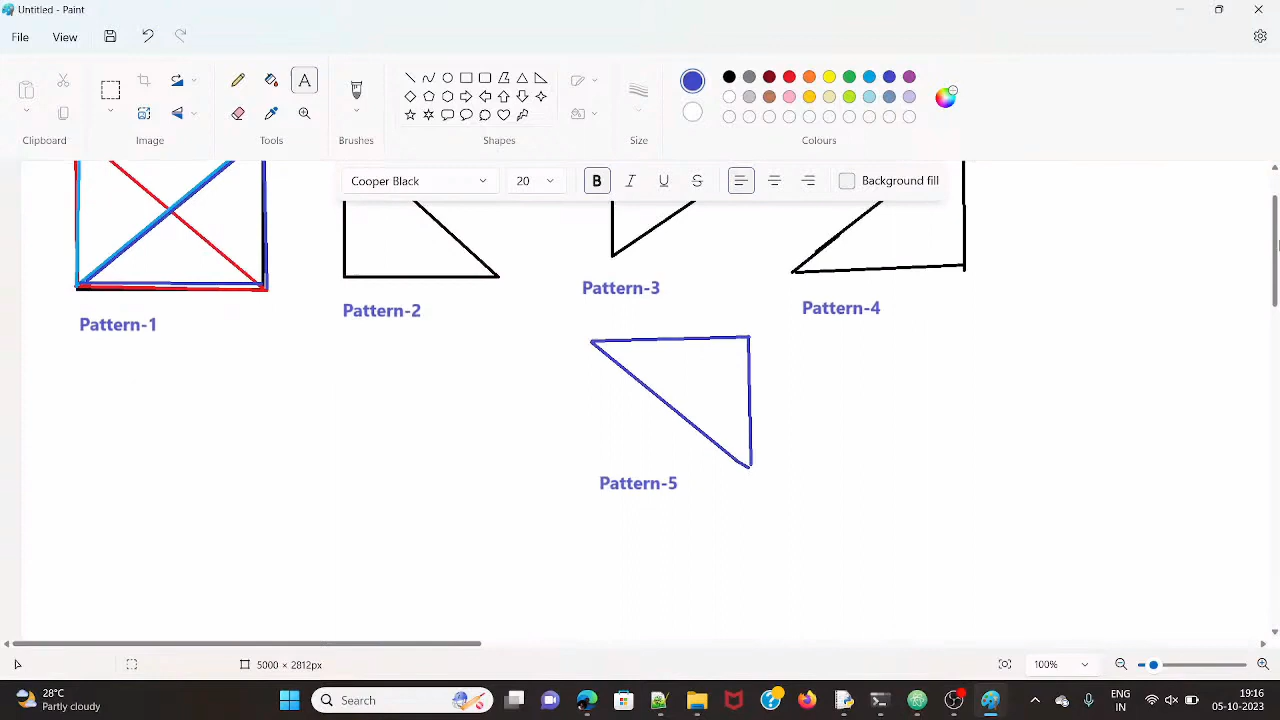 Untitled - Paint
File View
Clipboard Image Tools Brushes Shapes Size Colours
Cooper Black 20 B I U S Background fill
A
Pattern-1 Pattern-2 Pattern-3 Pattern-4
Pattern-5
5000 × 2812px 100%
28°C
Partly cloudy
Search
ENG
IN
19:16
05-10-2023